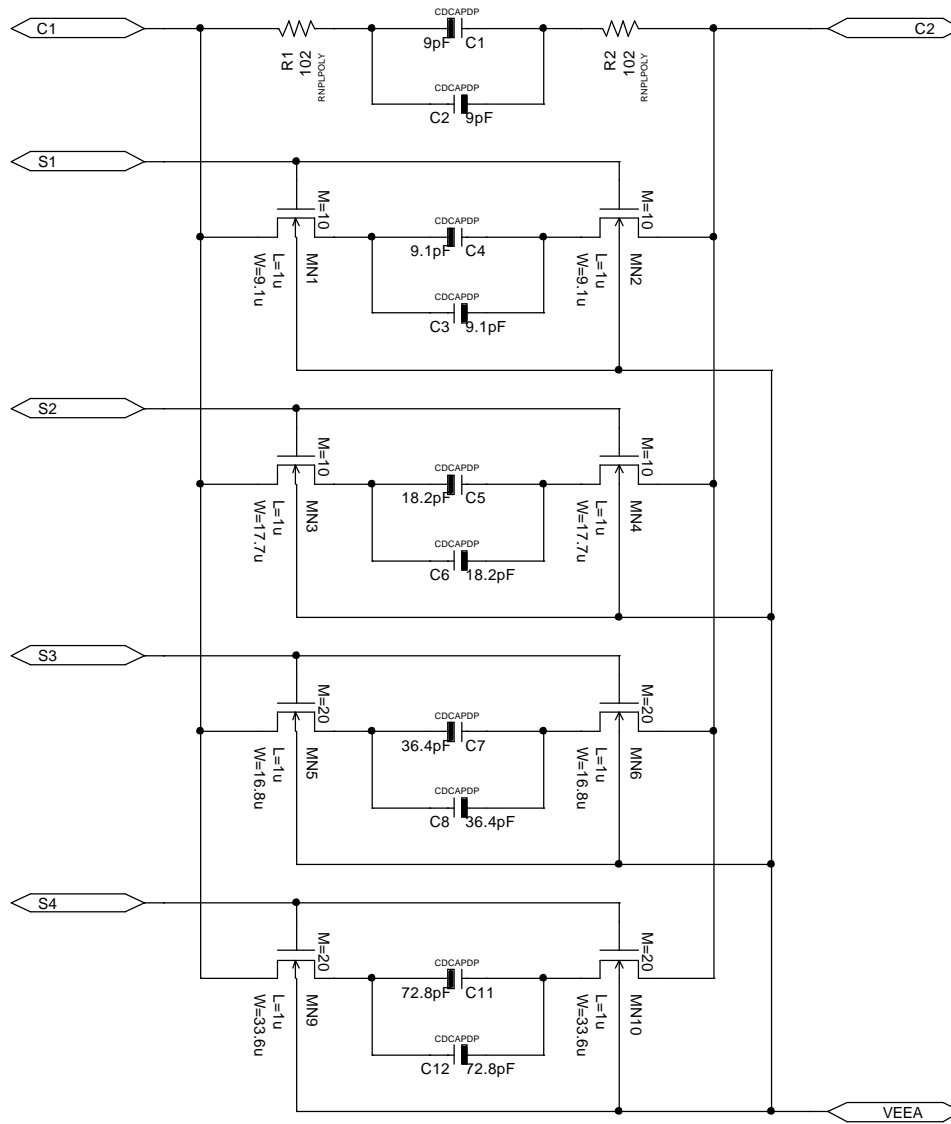 C1
C2
CDCAPDP
9pF
C1
R1
102
RNPLPOLY
R2
102
RNPLPOLY
CDCAPDP
C2
9pF
S1
M=10
MN1
L=1u
W=9.1u
CDCAPDP
9.1pF
C4
CDCAPDP
C3
9.1pF
M=10
MN2
L=1u
W=9.1u
S2
M=10
MN3
L=1u
W=17.7u
CDCAPDP
18.2pF
C5
CDCAPDP
C6
18.2pF
M=10
MN4
L=1u
W=17.7u
S3
M=20
MN5
L=1u
W=16.8u
CDCAPDP
36.4pF
C7
CDCAPDP
C8
36.4pF
M=20
MN6
L=1u
W=16.8u
S4
M=20
MN9
L=1u
W=33.6u
CDCAPDP
72.8pF
C11
CDCAPDP
C12
72.8pF
M=20
MN10
L=1u
W=33.6u
VEEA